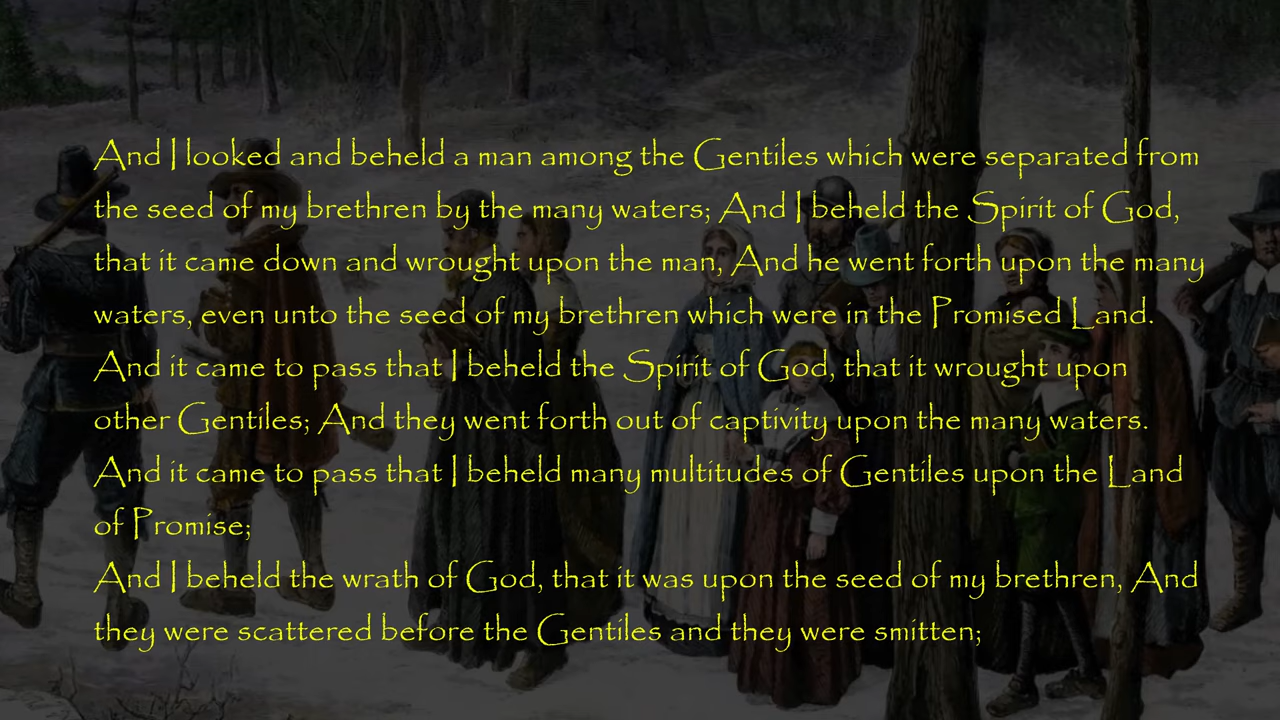 And I looked and beheld a man among the Gentiles which were separated from
the seed of my brethren by the many waters; And I beheld the Spirit of God,
that it came down and wrought upon the man, And he went forth upon the many
waters, even unto the seed of my brethren which were in the Promised Land.
And it came to pass that I beheld the Spirit of God, that it wrought upon
other Gentiles; And they went forth out of captivity upon the many waters.
And it came to pass that I beheld many multitudes of Gentiles upon the Land
of Promise;
And I beheld the wrath of God, that it was upon the seed of my brethren, And
they were scattered before the Gentiles and they were smitten;